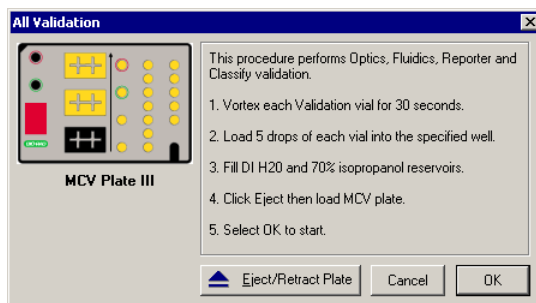 All Validation
This procedure performs Optics, Fluidics, Reporter and
Classify validation.
1. Vortex each Validation vial for 30 seconds.
2. Load 5 drops of each vial into the specified well.
3. Fill DI H20 and 70% isopropanol reservoirs.
4. Click Eject then load MCV plate.
5. Select OK to start.
MCV Plate III
Eject/Retract Plate
Cancel
OK